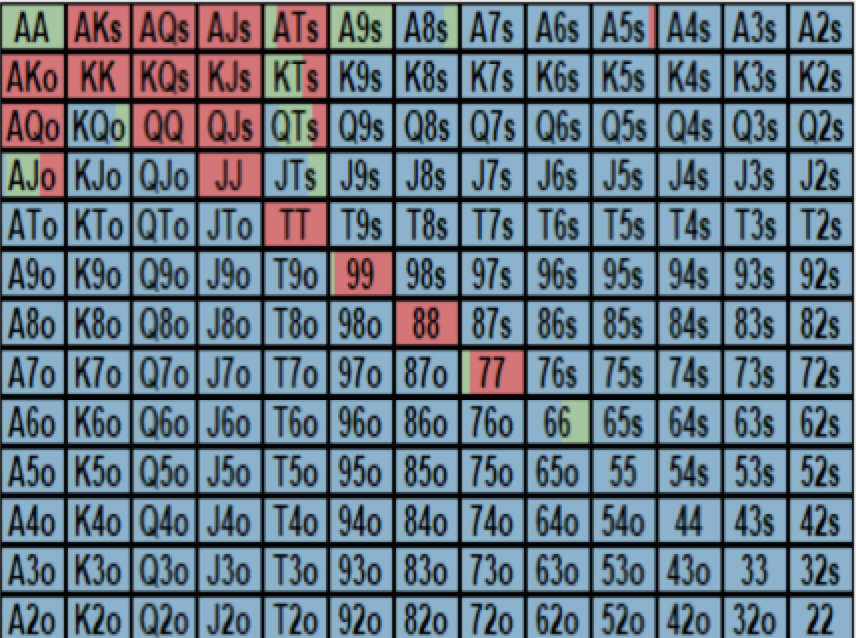 AA AKs AQs AJs ATs A9s A8s A7s A6s A5s A4s A3s A2s
AKo KK KQs KJs KTs K9s K8s K7s K6s K5s K4s K3s K2s
AQo KQo QQ QJs QTs Q9s Q8s Q7s Q6s Q5s Q4s Q3s Q2s
AJo KJo QJo JJ JTs J9s J8s J7s J6s J5s J4s J3s J2s
ATo KTo QTo JTo TT T9s T8s T7s T6s T5s T4s T3s T2s
A9o K9o Q9o J9o T9o 99 98s 97s 96s 95s 94s 93s 92s
A8o K8o Q8o J8o T8o 98o 88 87s 86s 85s 84s 83s 82s
A7o K7o Q7o J7o T7o 97o 87o 77 76s 75s 74s 73s 72s
A6o K6o Q6o J6o T6o 96o 86o 76o 66 65s 64s 63s 62s
A5o K5o Q5o J5o T5o 95o 85o 75o 65o 55 54s 53s 52s
A4o K4o Q4o J4o T4o 94o 84o 74o 64o 54o 44 43s 42s
A3o K3o Q3o J3o T3o 93o 83o 73o 63o 53o 43o 33 32s
A2o K2o Q2o J2o T2o 92o 82o 72o 62o 52o 42o 32o 22